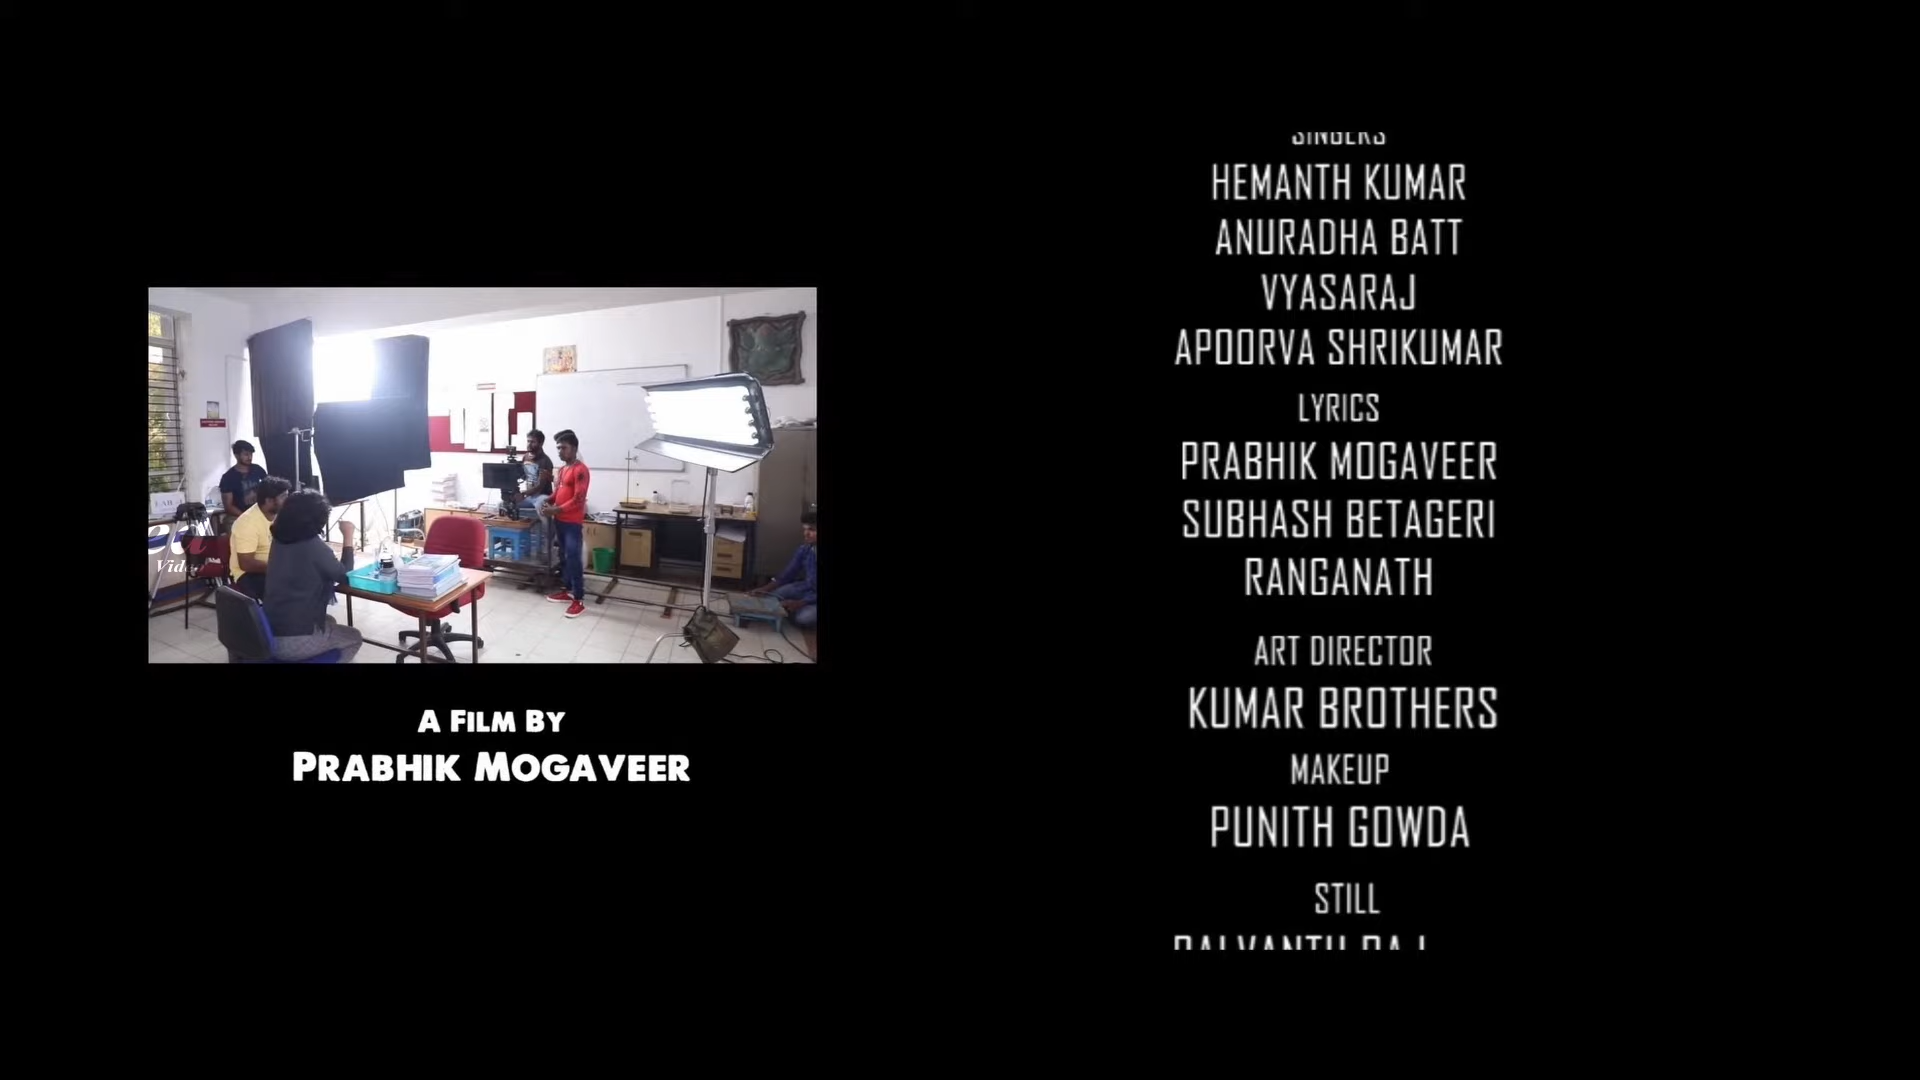 A FILM BY
PRABHIK MOGAVEER
SINGERS
HEMANTH KUMAR
ANURADHA BATT
VYASARAJ
APOORVA SHRIKUMAR
LYRICS
PRABHIK MOGAVEER
SUBHASH BETAGERI
RANGANATH
ART DIRECTOR
KUMAR BROTHERS
MAKEUP
PUNITH GOWDA
STILL